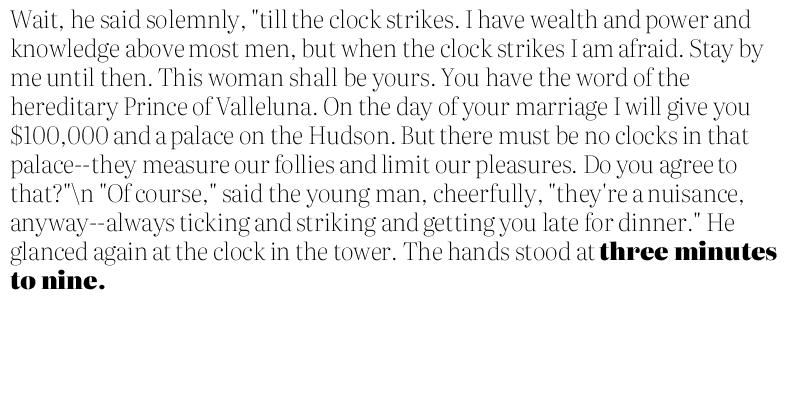 Wait, he said solemnly, "till the clock strikes. I have wealth and power and
knowledge above most men, but when the clock strikes I am afraid. Stay by
me until then. This woman shall be yours. You have the word of the
hereditary Prince of Valleluna. On the day of your marriage I will give you
$100,000 and a palace on the Hudson. But there must be no clocks in that
palace--they measure our follies and limit our pleasures. Do you agree to
that?"\n "Of course," said the young man, cheerfully, "they're a nuisance,
anyway--always ticking and striking and getting you late for dinner." He
glanced again at the clock in the tower. The hands stood at three minutes
to nine.